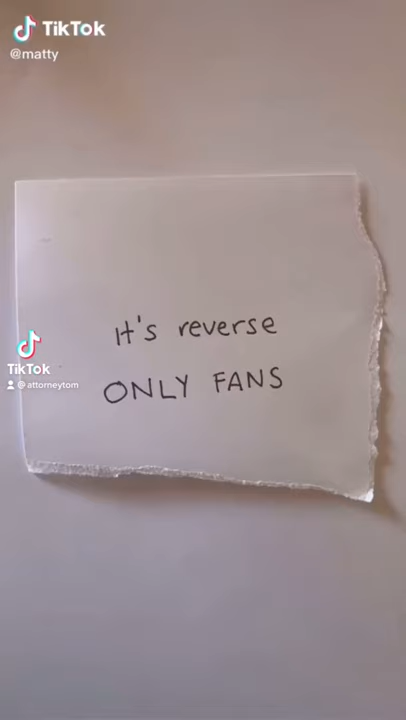 TikTok
@matty
It's reverse
ONLY FANS
TikTok
@attorneytom